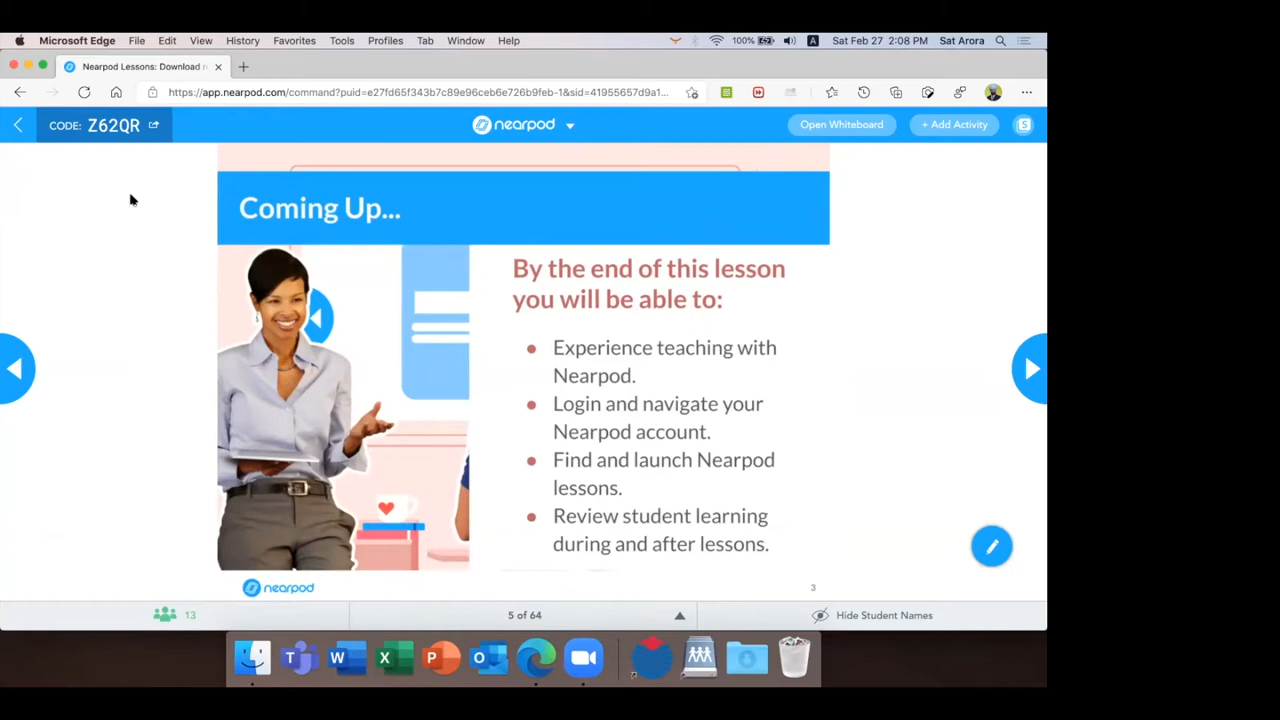 Microsoft Edge File Edit View History Favorites Tools Profiles Tab Window Help 100% A Sat Feb 27 2:08 PM Sat Arora
Nearpod Lessons: Download
https://app.nearpod.com/command?puid=e27fd65f343b7c89e96ceb6e726b9feb-1&sid=41955657d9a1...
CODE: Z62QR nearpod Open Whiteboard + Add Activity S
Coming Up...
By the end of this lesson
you will be able to:
• Experience teaching with
Nearpod.
• Login and navigate your
Nearpod account.
• Find and launch Nearpod
lessons.
• Review student learning
during and after lessons.
nearpod 3
13 5 of 64 Hide Student Names
T W X P O